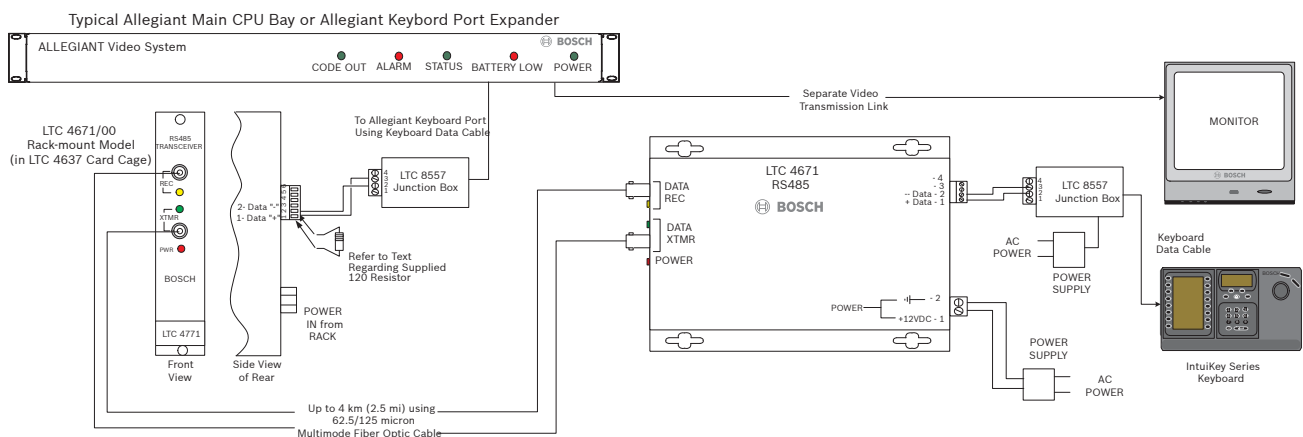 Typical Allegiant Main CPU Bay or Allegiant Keybord Port Expander
ALLEGIANT Video System
BOSCH
CODE OUT
ALARM
STATUS
BATTERY LOW
POWER
Separate Video
Transmission Link
MONITOR
BOSCH
LTC 4671/00
Rack-mount Model
(in LTC 4637 Card Cage)
RS485
TRANSCEIVER
REC
XTMR
PWR
BOSCH
LTC 4771
Front
View
Side View
of Rear
2- Data "-"
1- Data "+"
1 2 3 4 5 6
To Allegiant Keyboard Port
Using Keyboard Data Cable
4
3
2
1
LTC 8557
Junction Box
Refer to Text
Regarding Supplied
120 Resistor
POWER
IN from
RACK
LTC 4671
RS485
BOSCH
DATA
REC
DATA
XTMR
POWER
- 4
- 3
-- Data - 2
+ Data - 1
POWER
- 2
+12VDC - 1
4
3
2
1
LTC 8557
Junction Box
AC
POWER
POWER
SUPPLY
Keyboard
Data Cable
BOSCH
IntuiKey Series
Keyboard
POWER
SUPPLY
AC
POWER
Up to 4 km (2.5 mi) using
62.5/125 micron
Multimode Fiber Optic Cable